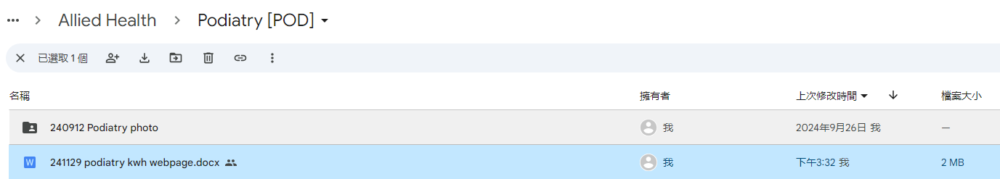 Allied Health
Podiatry [POD]
已選取 1 個
名稱 擁有者 上次修改時間 檔案大小
240912 Podiatry photo 我 2024年9月26日 我 —
W 241129 podiatry kwh webpage.docx 我 下午3:32 我 2 MB